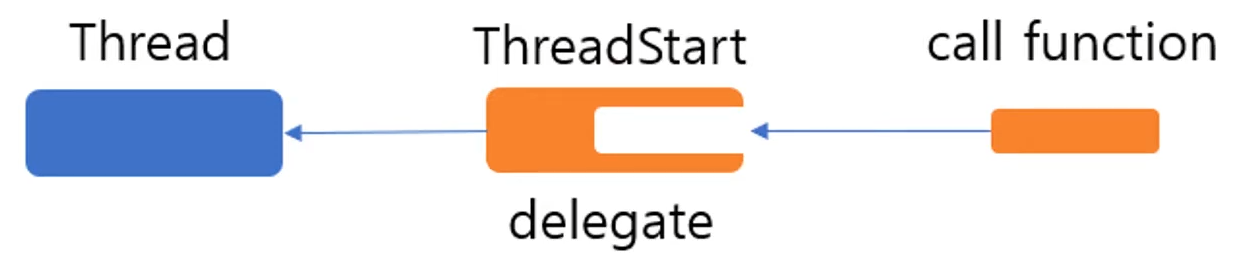 Thread
ThreadStart
call function
delegate